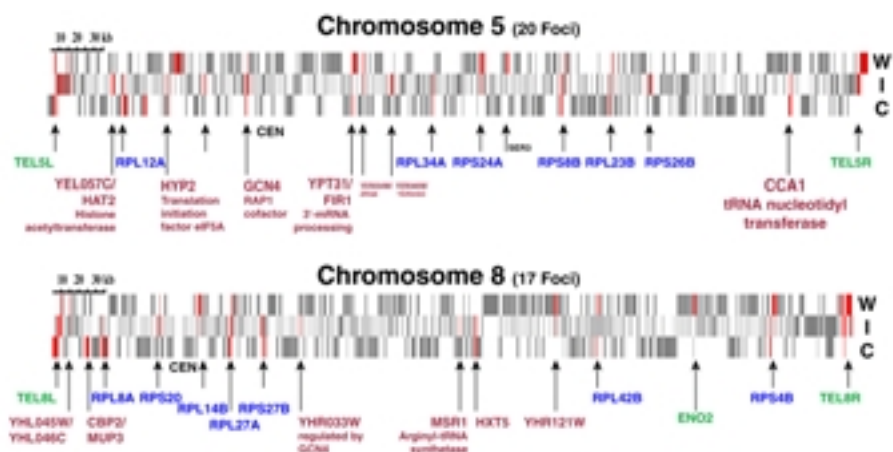 Chromosome 5 (20 Foci)
10 20 30 kb
W
I
C
CEN
TEL5L
RPL12A
RPL34A
RPS24A
RPS8B
RPL23B
RPS26B
TEL5R
YEL057C/
HAT2
Histone
acetyltransferase
HYP2
Translation
initiation
factor eIF5A
GCN4
RAP1
cofactor
YPT31/
FIR1
3'-mRNA
processing
CCA1
tRNA nucleotidyl
transferase
Chromosome 8 (17 Foci)
10 20 30 kb
W
I
C
CEN
TEL8L
RPL8A
RPS20
RPL14B
RPL27A
RPS27B
RPL42B
ENO2
RPS4B
TEL8R
YHL045W/
YHL046C
CBP2/
MUP3
YHR033W
regulated by
GCN4
MSR1
Arginyl-tRNA
synthetase
HXT5
YHR121W